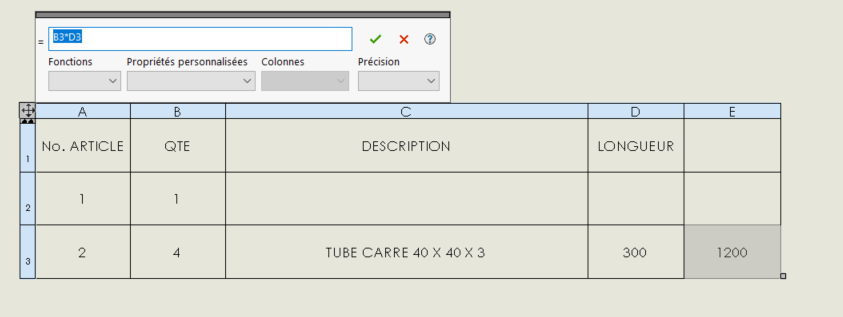 = B3*D3
Fonctions Propriétés personnalisées Colonnes Précision
A B C D E
1 No. ARTICLE QTE DESCRIPTION LONGUEUR
2 1 1
3 2 4 TUBE CARRE 40 X 40 X 3 300 1200